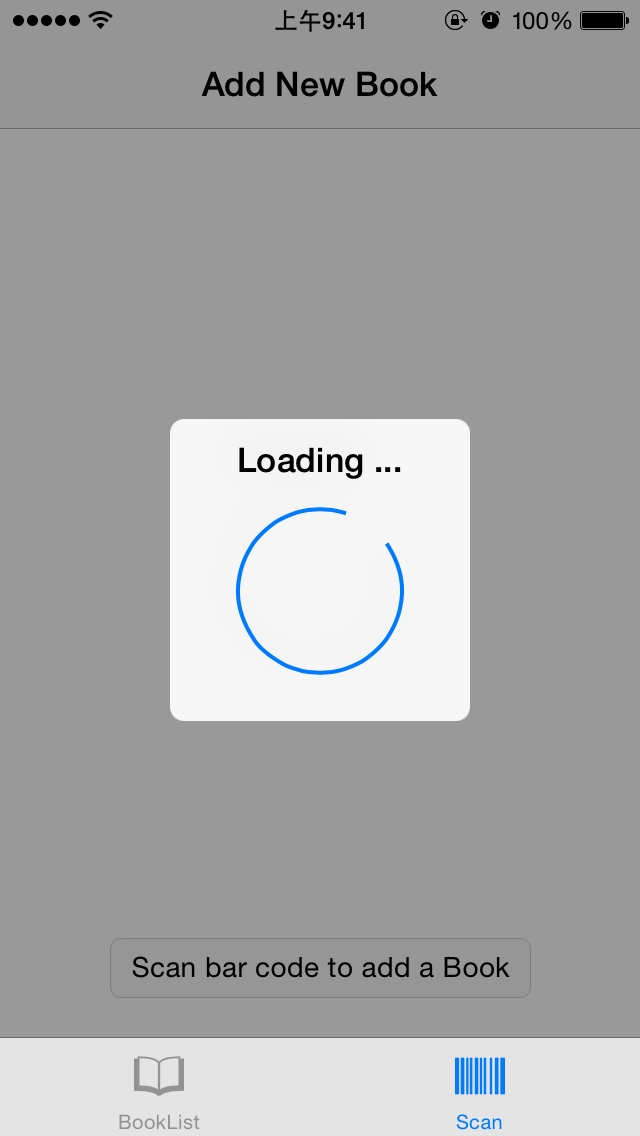 上午9:41
100%
Add New Book
Loading ...
Scan bar code to add a Book
BookList
Scan